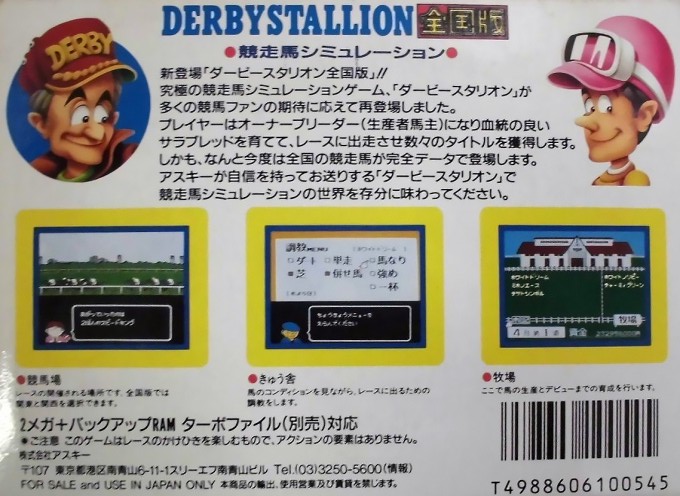 DERBYSTALLION 全国版
●競走馬シミュレーション●
DERBY
W
新登場「ダービースタリオン全国版」!!
究極の競走馬シミュレーションゲーム、「ダービースタリオン」が
多くの競馬ファンの期待に応えて再登場しました。
プレイヤーはオーナーブリーダー(生産者馬主)になり血統の良い
サラブレッドを育てて、レースに出走させ数々のタイトルを獲得します。
しかも、なんと今度は全国の競走馬が完全データで登場します。
アスキーが自信を持ってお送りする「ダービースタリオン」で
競走馬シミュレーションの世界を存分に味わってください。
調教MENU (ホワイトドリーム)
□ダート □単走 □馬なり
■芝 ■併せ馬 □強め
□一杯
ちょうきょうメニューを
えらんでください
ホワイトドリーム
牧場
4月第1週 資金
●競馬場
レースの開催される場所です。全国版では
関東と関西を選択できます。
●きゅう舎
馬のコンディションを見ながら、レースに出るための
調教をします。
●牧場
ここで馬の生産とデビューまでの育成を行います。
2メガ+バックアップRAM ターボファイル(別売)対応
●ご注意 このゲームはレースのかけひきを楽しむもので、アクションの要素はありません。
株式会社アスキー
〒107 東京都港区南青山6-11-1スリーエフ南青山ビル Tel.(03)3250-5600(情報)
FOR SALE and USE IN JAPAN ONLY 本商品の輸出、使用営業及び賃貸を禁じます。
T4988606100545